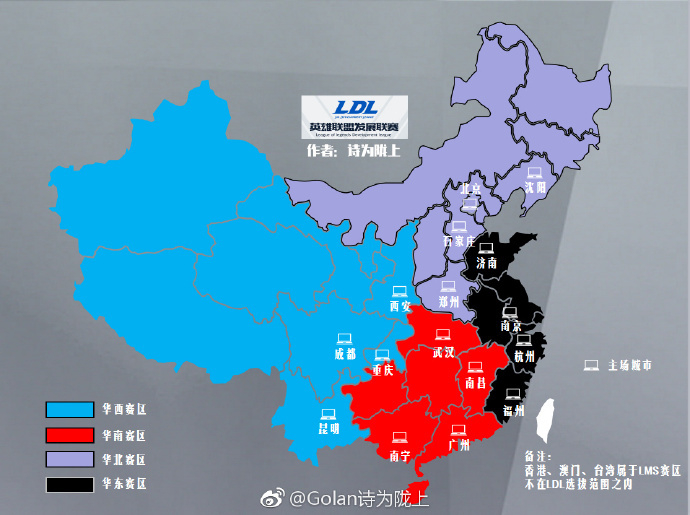 LDL
英雄联盟发展联赛
League of legends Development league
作者：诗为陇上
北京
沈阳
石家庄
济南
郑州
西安
南京
武汉
杭州
成都
重庆
南昌
主场城市
福州
昆明
广州
南宁
华西赛区
华南赛区
华北赛区
华东赛区
备注：
香港、澳门、台湾属于LMS赛区
不在LDL选拔范围之内
@Golan诗为陇上